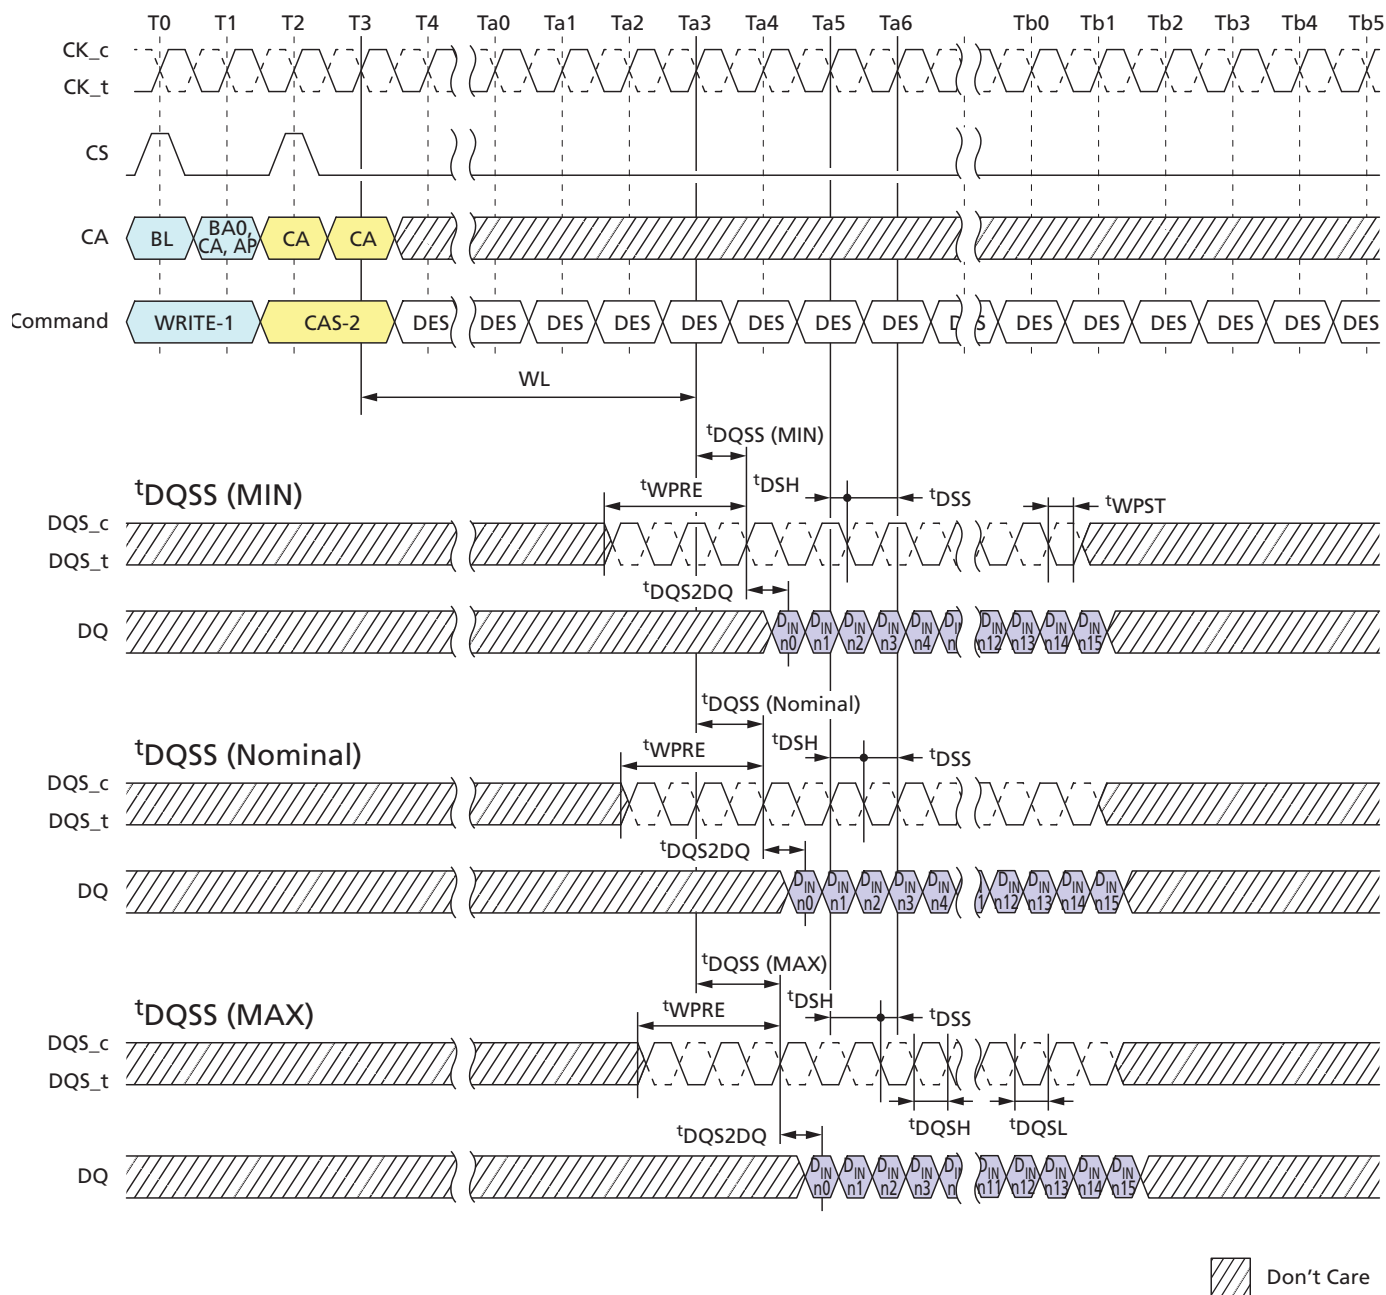 T0 T1 T2 T3 T4 Ta0 Ta1 Ta2 Ta3 Ta4 Ta5 Ta6 Tb0 Tb1 Tb2 Tb3 Tb4 Tb5
CK_c
CK_t
CS
CA BL BA0, CA, AP CA CA
Command WRITE-1 CAS-2 DES DES DES DES DES DES DES DES DES DES DES DES DES DES
WL
tDQSS (MIN)
tDQSS (MIN) tWPRE tDSH tDSS tWPST
DQS_c
DQS_t
tDQS2DQ
DQ DIN n0 DIN n1 DIN n2 DIN n3 DIN n4 DIN n12 DIN n13 DIN n14 DIN n15
tDQSS (Nominal)
tDQSS (Nominal) tWPRE tDSH tDSS
DQS_c
DQS_t
tDQS2DQ
DQ DIN n0 DIN n1 DIN n2 DIN n3 DIN n4 DIN n12 DIN n13 DIN n14 DIN n15
tDQSS (MAX)
tDQSS (MAX) tWPRE tDSH tDSS
DQS_c
DQS_t
tDQSH tDQSL
tDQS2DQ
DQ DIN n0 DIN n1 DIN n2 DIN n3 DIN n11 DIN n12 DIN n13 DIN n14 DIN n15
Don't Care